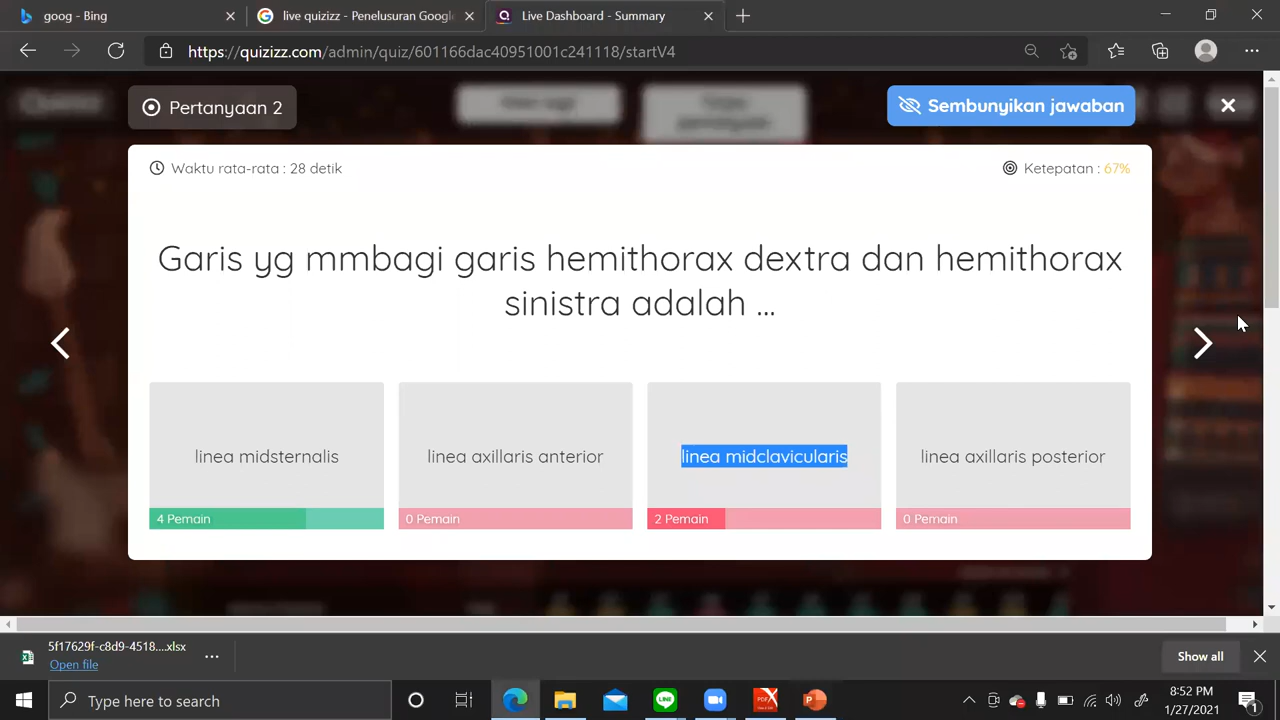 goog - Bing
live quizizz - Penelusuran Google
Live Dashboard - Summary
https://quizizz.com/admin/quiz/601166dac40951001c241118/startV4
Pertanyaan 2
Sembunyikan jawaban
Waktu rata-rata : 28 detik
Ketepatan : 67%
Garis yg mmbagi garis hemithorax dextra dan hemithorax
sinistra adalah ...
linea midsternalis
linea axillaris anterior
linea midclavicularis
linea axillaris posterior
4 Pemain
0 Pemain
2 Pemain
0 Pemain
5f17629f-c8d9-4518....xlsx
Open file
Show all
Type here to search
8:52 PM
1/27/2021